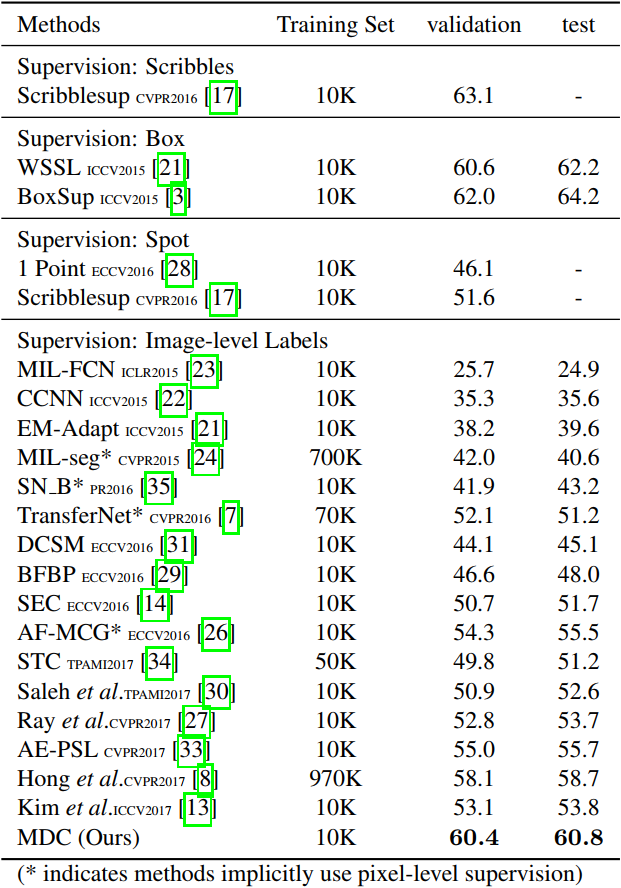 Methods Training Set validation test
Supervision: Scribbles
Scribblesup CVPR2016 [17] 10K 63.1 -
Supervision: Box
WSSL ICCV2015 [21] 10K 60.6 62.2
BoxSup ICCV2015 [3] 10K 62.0 64.2
Supervision: Spot
1 Point ECCV2016 [28] 10K 46.1 -
Scribblesup CVPR2016 [17] 10K 51.6 -
Supervision: Image-level Labels
MIL-FCN ICLR2015 [23] 10K 25.7 24.9
CCNN ICCV2015 [22] 10K 35.3 35.6
EM-Adapt ICCV2015 [21] 10K 38.2 39.6
MIL-seg* CVPR2015 [24] 700K 42.0 40.6
SN_B* PR2016 [35] 10K 41.9 43.2
TransferNet* CVPR2016 [7] 70K 52.1 51.2
DCSM ECCV2016 [31] 10K 44.1 45.1
BFBP ECCV2016 [29] 10K 46.6 48.0
SEC ECCV2016 [14] 10K 50.7 51.7
AF-MCG* ECCV2016 [26] 10K 54.3 55.5
STC TPAMI2017 [34] 50K 49.8 51.2
Saleh et al.TPAMI2017 [30] 10K 50.9 52.6
Ray et al.CVPR2017 [27] 10K 52.8 53.7
AE-PSL CVPR2017 [33] 10K 55.0 55.7
Hong et al.CVPR2017 [8] 970K 58.1 58.7
Kim et al.ICCV2017 [13] 10K 53.1 53.8
MDC (Ours) 10K 60.4 60.8
(* indicates methods implicitly use pixel-level supervision)